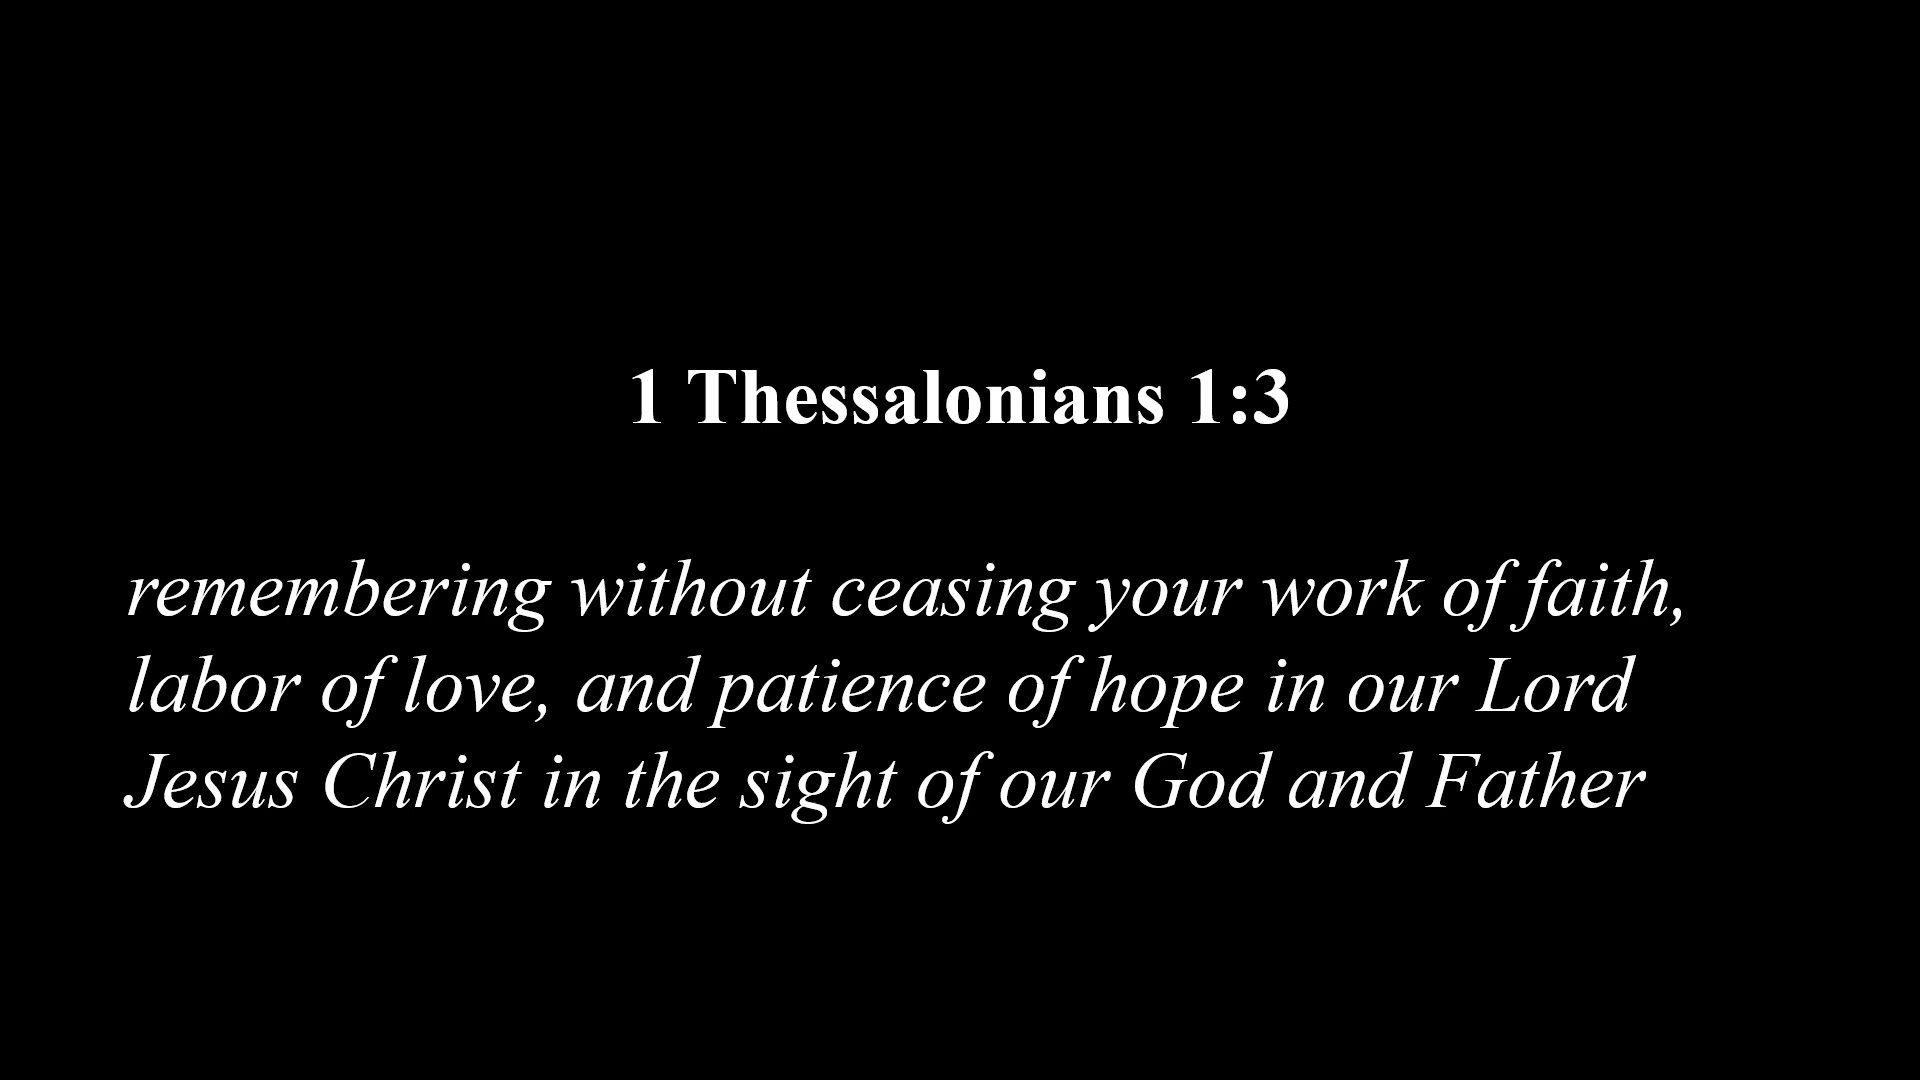 1 Thessalonians 1:3
remembering without ceasing your work of faith,
labor of love, and patience of hope in our Lord
Jesus Christ in the sight of our God and Father